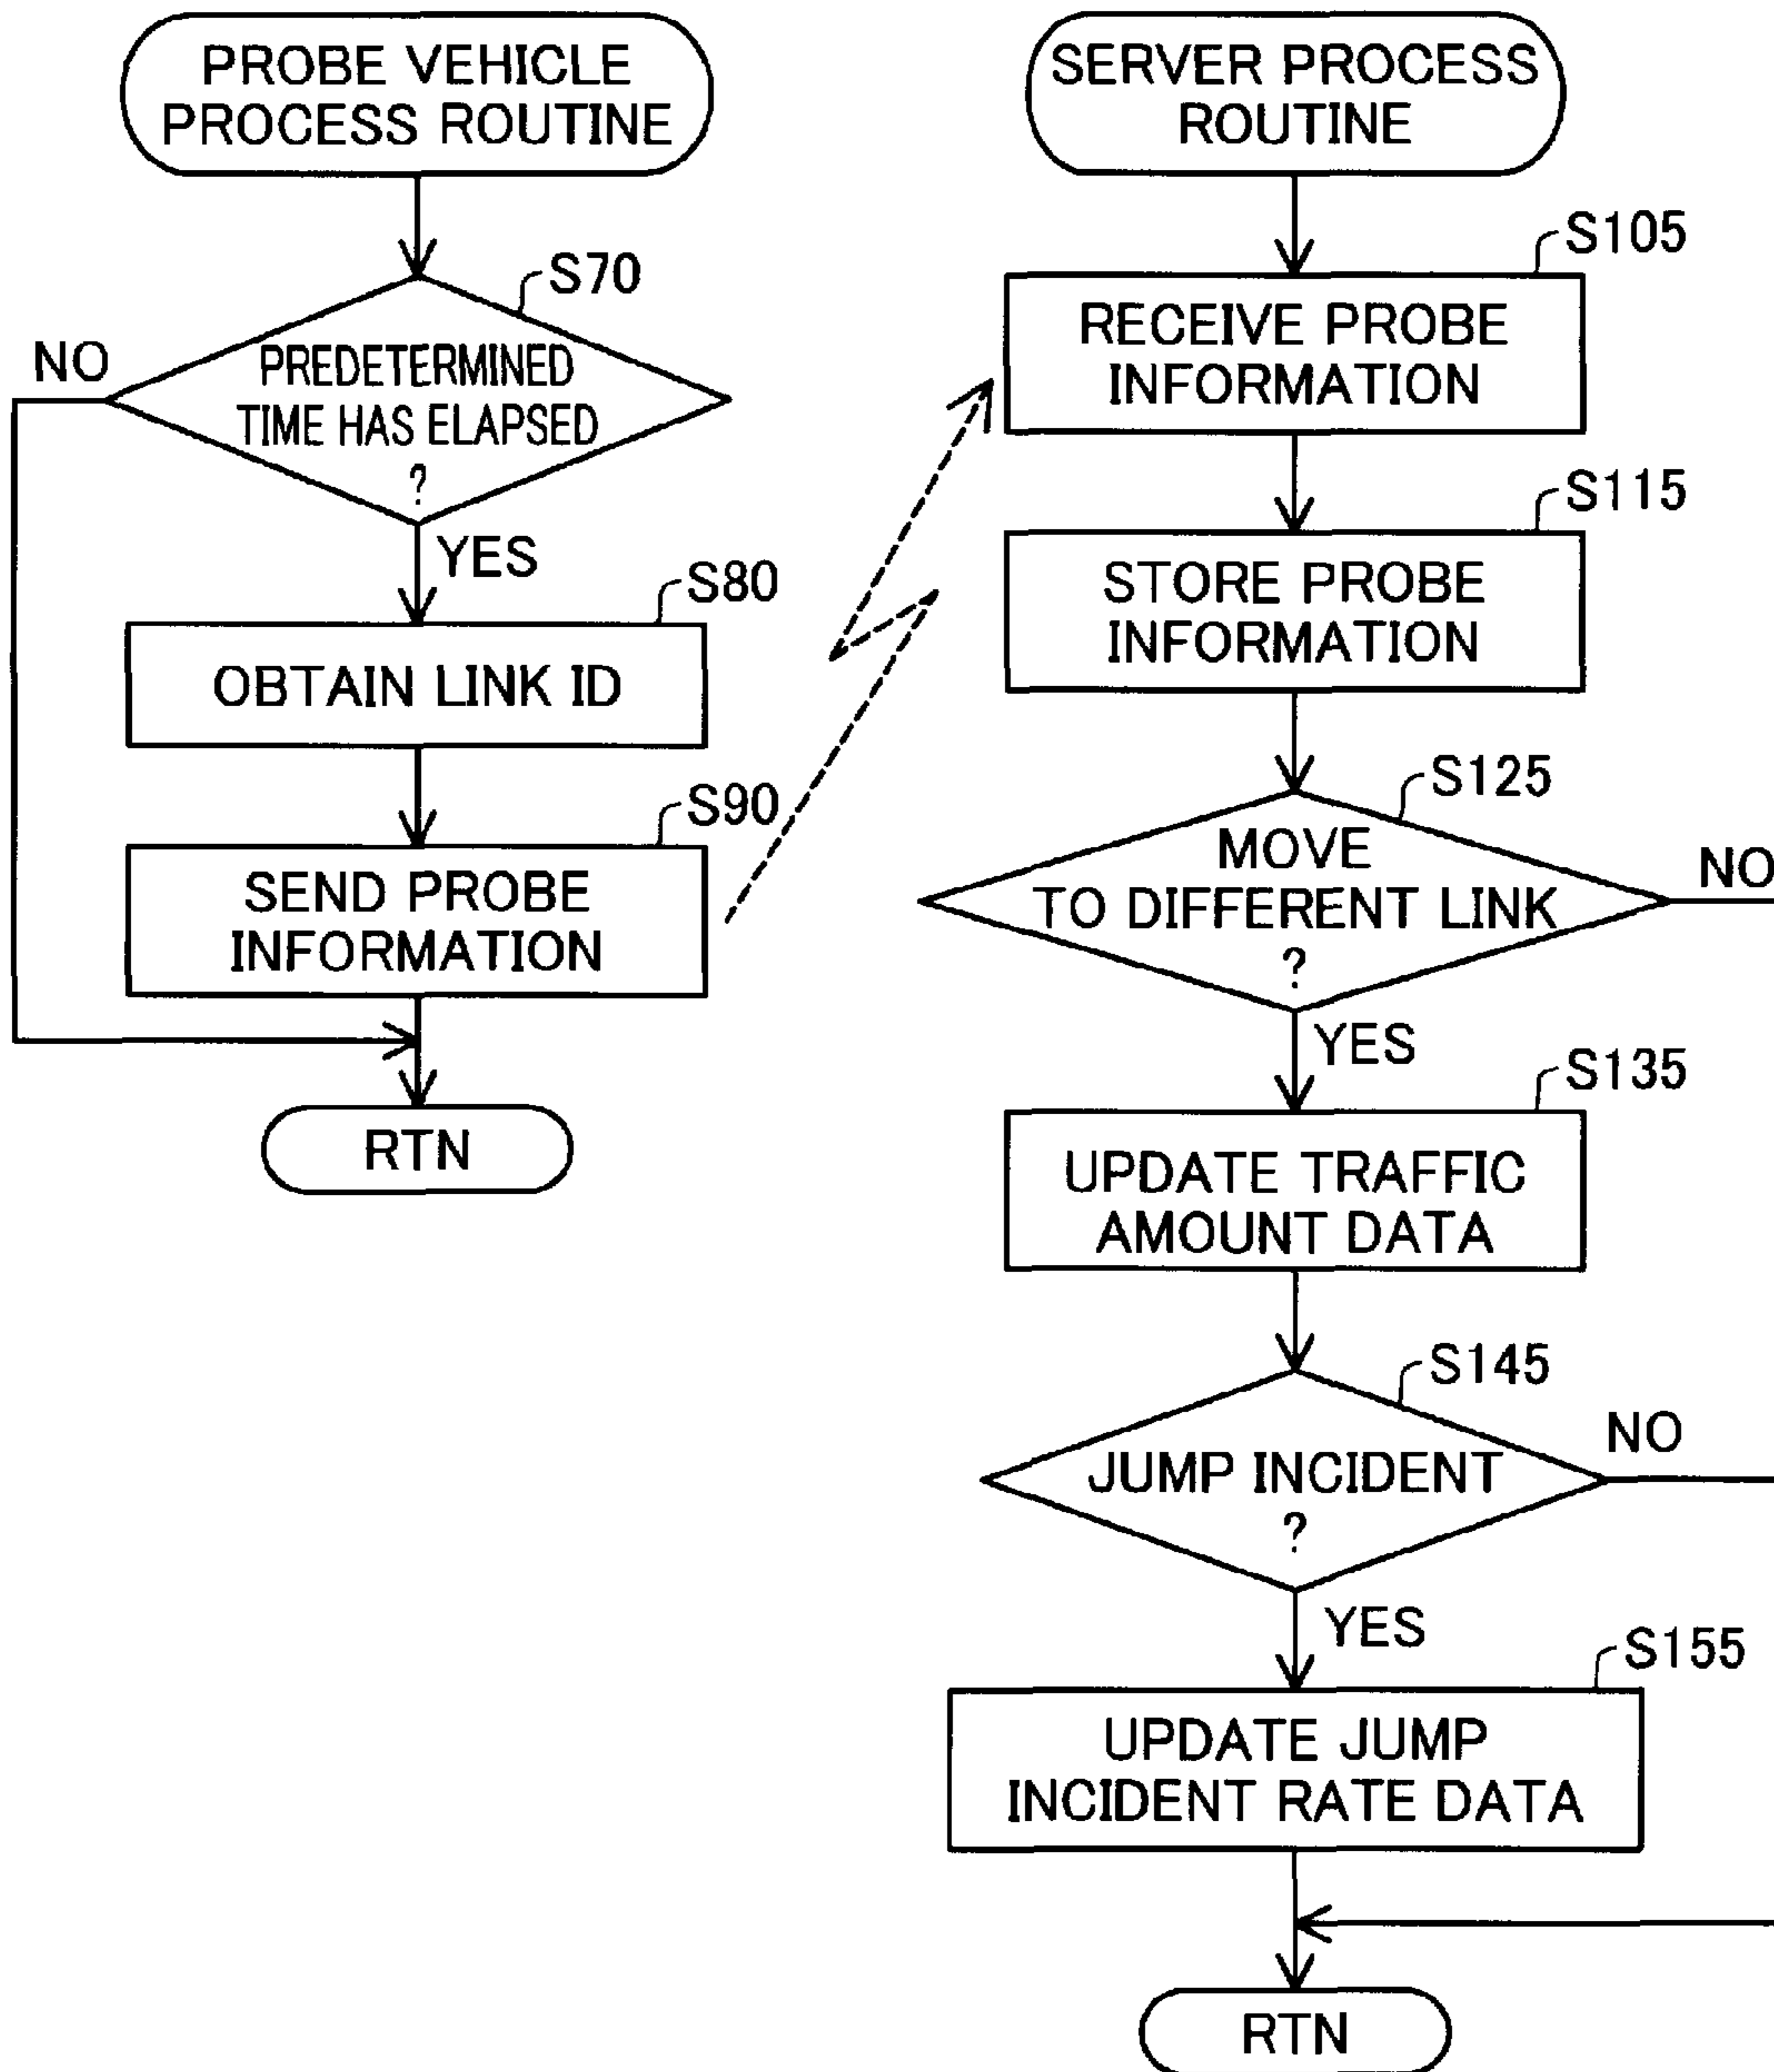 PROBE VEHICLE
PROCESS ROUTINE
S70
NO
PREDETERMINED
TIME HAS ELAPSED
?
YES
S80
OBTAIN LINK ID
S90
SEND PROBE
INFORMATION
RTN
SERVER PROCESS
ROUTINE
S105
RECEIVE PROBE
INFORMATION
S115
STORE PROBE
INFORMATION
S125
MOVE
TO DIFFERENT LINK
?
NO
YES
S135
UPDATE TRAFFIC
AMOUNT DATA
S145
JUMP INCIDENT
?
NO
YES
S155
UPDATE JUMP
INCIDENT RATE DATA
RTN